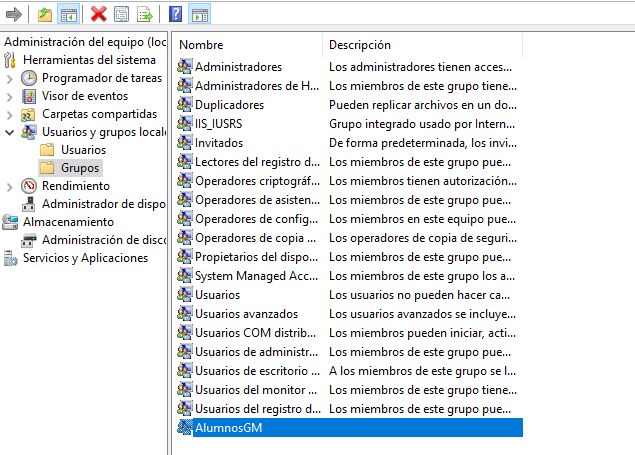 Administración del equipo (loc
Herramientas del sistema
Programador de tareas
Visor de eventos
Carpetas compartidas
Usuarios y grupos locale
Usuarios
Grupos
Rendimiento
Administrador de dispo
Almacenamiento
Administración de disco
Servicios y Aplicaciones
Nombre Descripción
Administradores Los administradores tienen acces...
Administradores de H... Los miembros de este grupo tiene...
Duplicadores Pueden replicar archivos en un do...
IIS_IUSRS Grupo integrado usado por Intern...
Invitados De forma predeterminada, los invi...
Lectores del registro d... Los miembros de este grupo pue...
Operadores criptográf... Los miembros tienen autorización...
Operadores de asisten... Los miembros de este grupo pue...
Operadores de config... Los miembros en este equipo pue...
Operadores de copia ... Los operadores de copia de seguri...
Propietarios del dispo... Los miembros de este grupo pue...
System Managed Acc... Los miembros de este grupo los a...
Usuarios Los usuarios no pueden hacer ca...
Usuarios avanzados Los usuarios avanzados se incluye...
Usuarios COM distrib... Los miembros pueden iniciar, acti...
Usuarios de administr... Los miembros de este grupo pue...
Usuarios de escritorio ... A los miembros de este grupo se l...
Usuarios del monitor ... Los miembros de este grupo tiene...
Usuarios del registro d... Los miembros de este grupo pue...
AlumnosGM